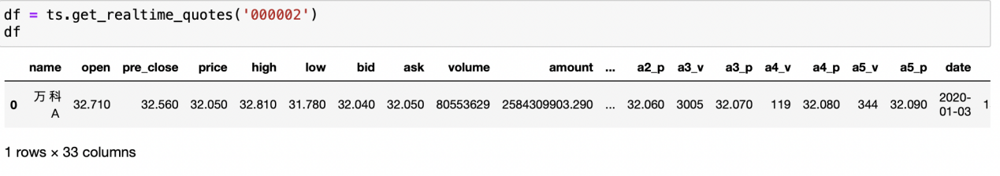 df = ts.get_realtime_quotes('000002')
df
name open pre_close price high low bid ask volume amount ... a2_p a3_v a3_p a4_v a4_p a5_v a5_p date
0 万 科 A 32.710 32.560 32.050 32.810 31.780 32.040 32.050 80553629 2584309903.290 ... 32.060 3005 32.070 119 32.080 344 32.090 2020-01-03 1
1 rows × 33 columns